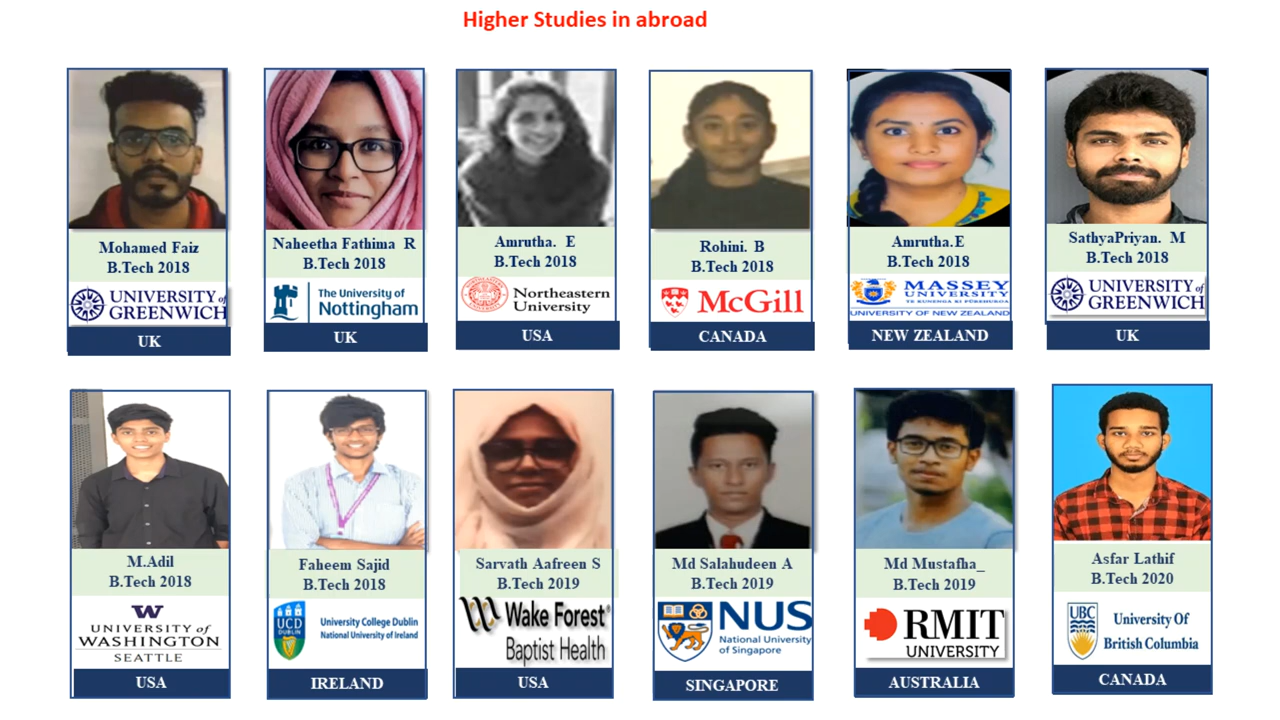 Higher Studies in abroad
Mohamed Faiz
B.Tech 2018
UNIVERSITY of
GREENWICH
UK
Naheetha Fathima R
B.Tech 2018
The University of
Nottingham
UK
Amrutha. E
B.Tech 2018
Northeastern
University
USA
Rohini. B
B.Tech 2018
McGill
CANADA
Amrutha.E
B.Tech 2018
MASSEY
UNIVERSITY
TE KUNENGA KI PŪREHUROA
UNIVERSITY OF NEW ZEALAND
NEW ZEALAND
SathyaPriyan. M
B.Tech 2018
UNIVERSITY of
GREENWICH
UK
M.Adil
B.Tech 2018
W
UNIVERSITY of
WASHINGTON
SEATTLE
USA
Faheem Sajid
B.Tech 2018
UCD
DUBLIN
University College Dublin
National University of Ireland
IRELAND
Sarvath Aafreen S
B.Tech 2019
Wake Forest®
Baptist Health
USA
Md Salahudeen A
B.Tech 2019
NUS
National University
of Singapore
SINGAPORE
Md Mustafha_
B.Tech 2019
RMIT
UNIVERSITY
AUSTRALIA
Asfar Lathif
B.Tech 2020
UBC
University Of
British Columbia
CANADA